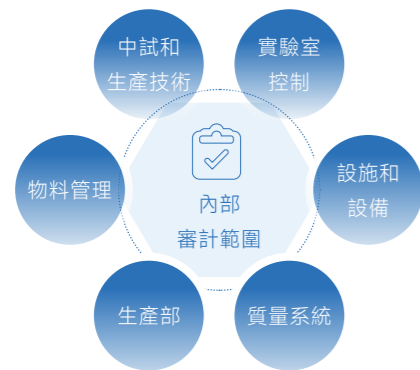 中試和
生產技術
實驗室
控制
物料管理
內部
審計範圍
設施和
設備
生產部
質量系統